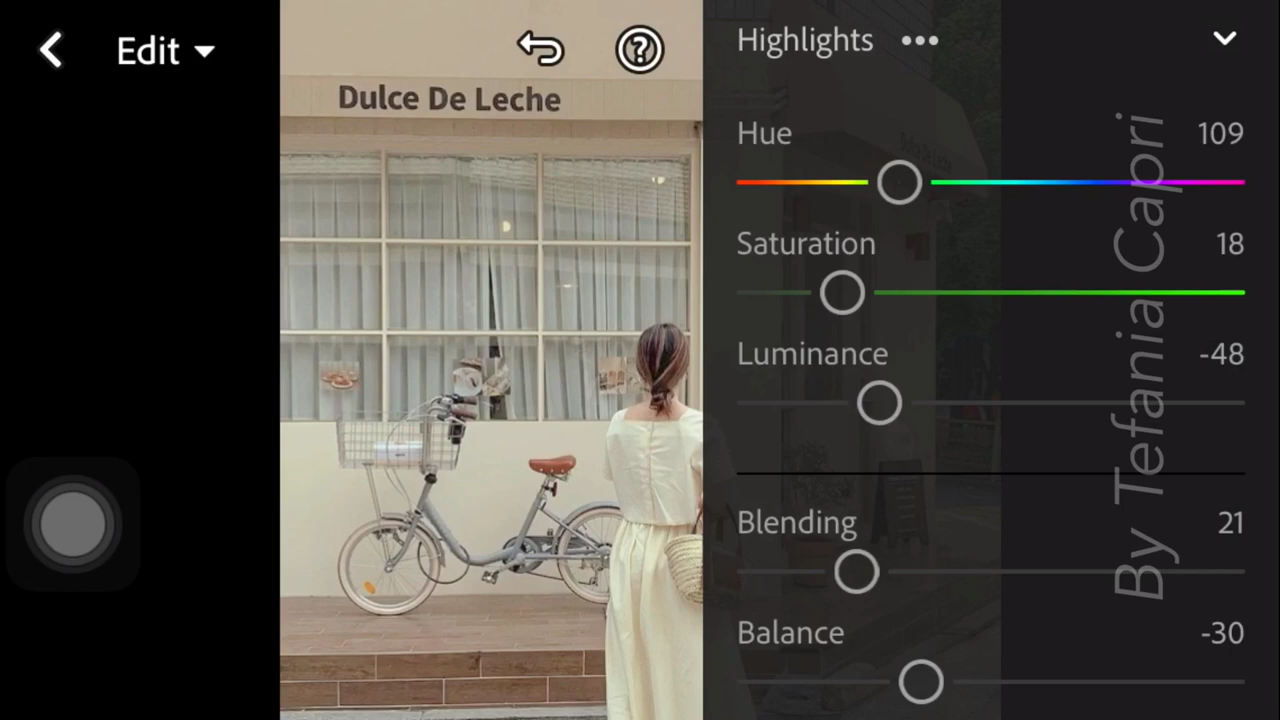 Edit
Dulce De Leche
Highlights
Hue 109
Saturation 18
Luminance -48
Blending 21
Balance -30
By Tefania Capri